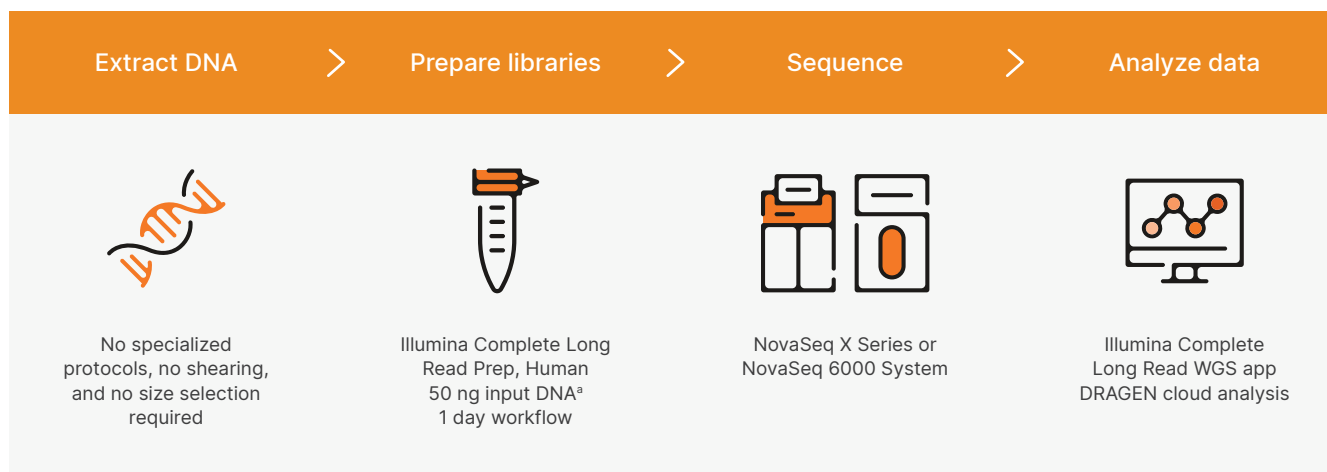 Extract DNA
Prepare libraries
Sequence
Analyze data
No specialized
protocols, no shearing,
and no size selection
required
Illumina Complete Long
Read Prep, Human
50 ng input DNAᵃ
1 day workflow
NovaSeq X Series or
NovaSeq 6000 System
Illumina Complete
Long Read WGS app
DRAGEN cloud analysis